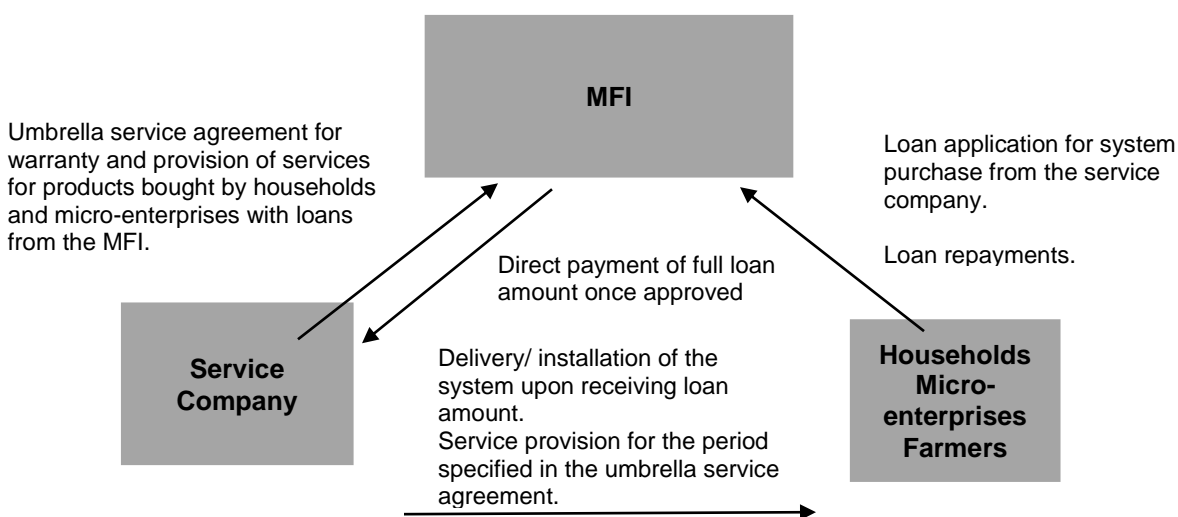 MFI
Umbrella service agreement for
warranty and provision of services
for products bought by households
and micro-enterprises with loans
from the MFI.
Loan application for system
purchase from the service
company.
Loan repayments.
Direct payment of full loan
amount once approved
Service
Company
Delivery/ installation of the
system upon receiving loan
amount.
Service provision for the period
specified in the umbrella service
agreement.
Households
Micro-
enterprises
Farmers